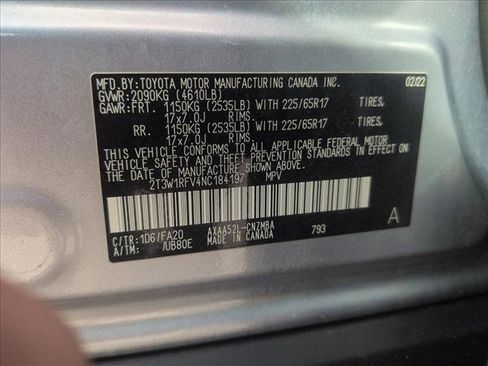 MFD.BY:TOYOTA MOTOR MANUFACTURING CANADA INC. 02/22
GVWR:2090KG (4610LB)
GAWR:FRT. 1150KG (2535LB) WITH 225/65R17 TIRES,
17x7.0J RIMS.
RR. 1150KG (2535LB) WITH 225/65R17 TIRES,
17x7.0J RIMS.
THIS VEHICLE CONFORMS TO ALL APPLICABLE FEDERAL MOTOR
VEHICLE SAFETY AND THEFT PREVENTION STANDARDS IN EFFECT ON
THE DATE OF MANUFACTURE SHOWN ABOVE.
2T3W1RFV4NC184197 MPV
C/TR:1D6/FA20 AXAA52L-CNZMBA 793 A
A/TM: /UB80E MADE IN CANADA